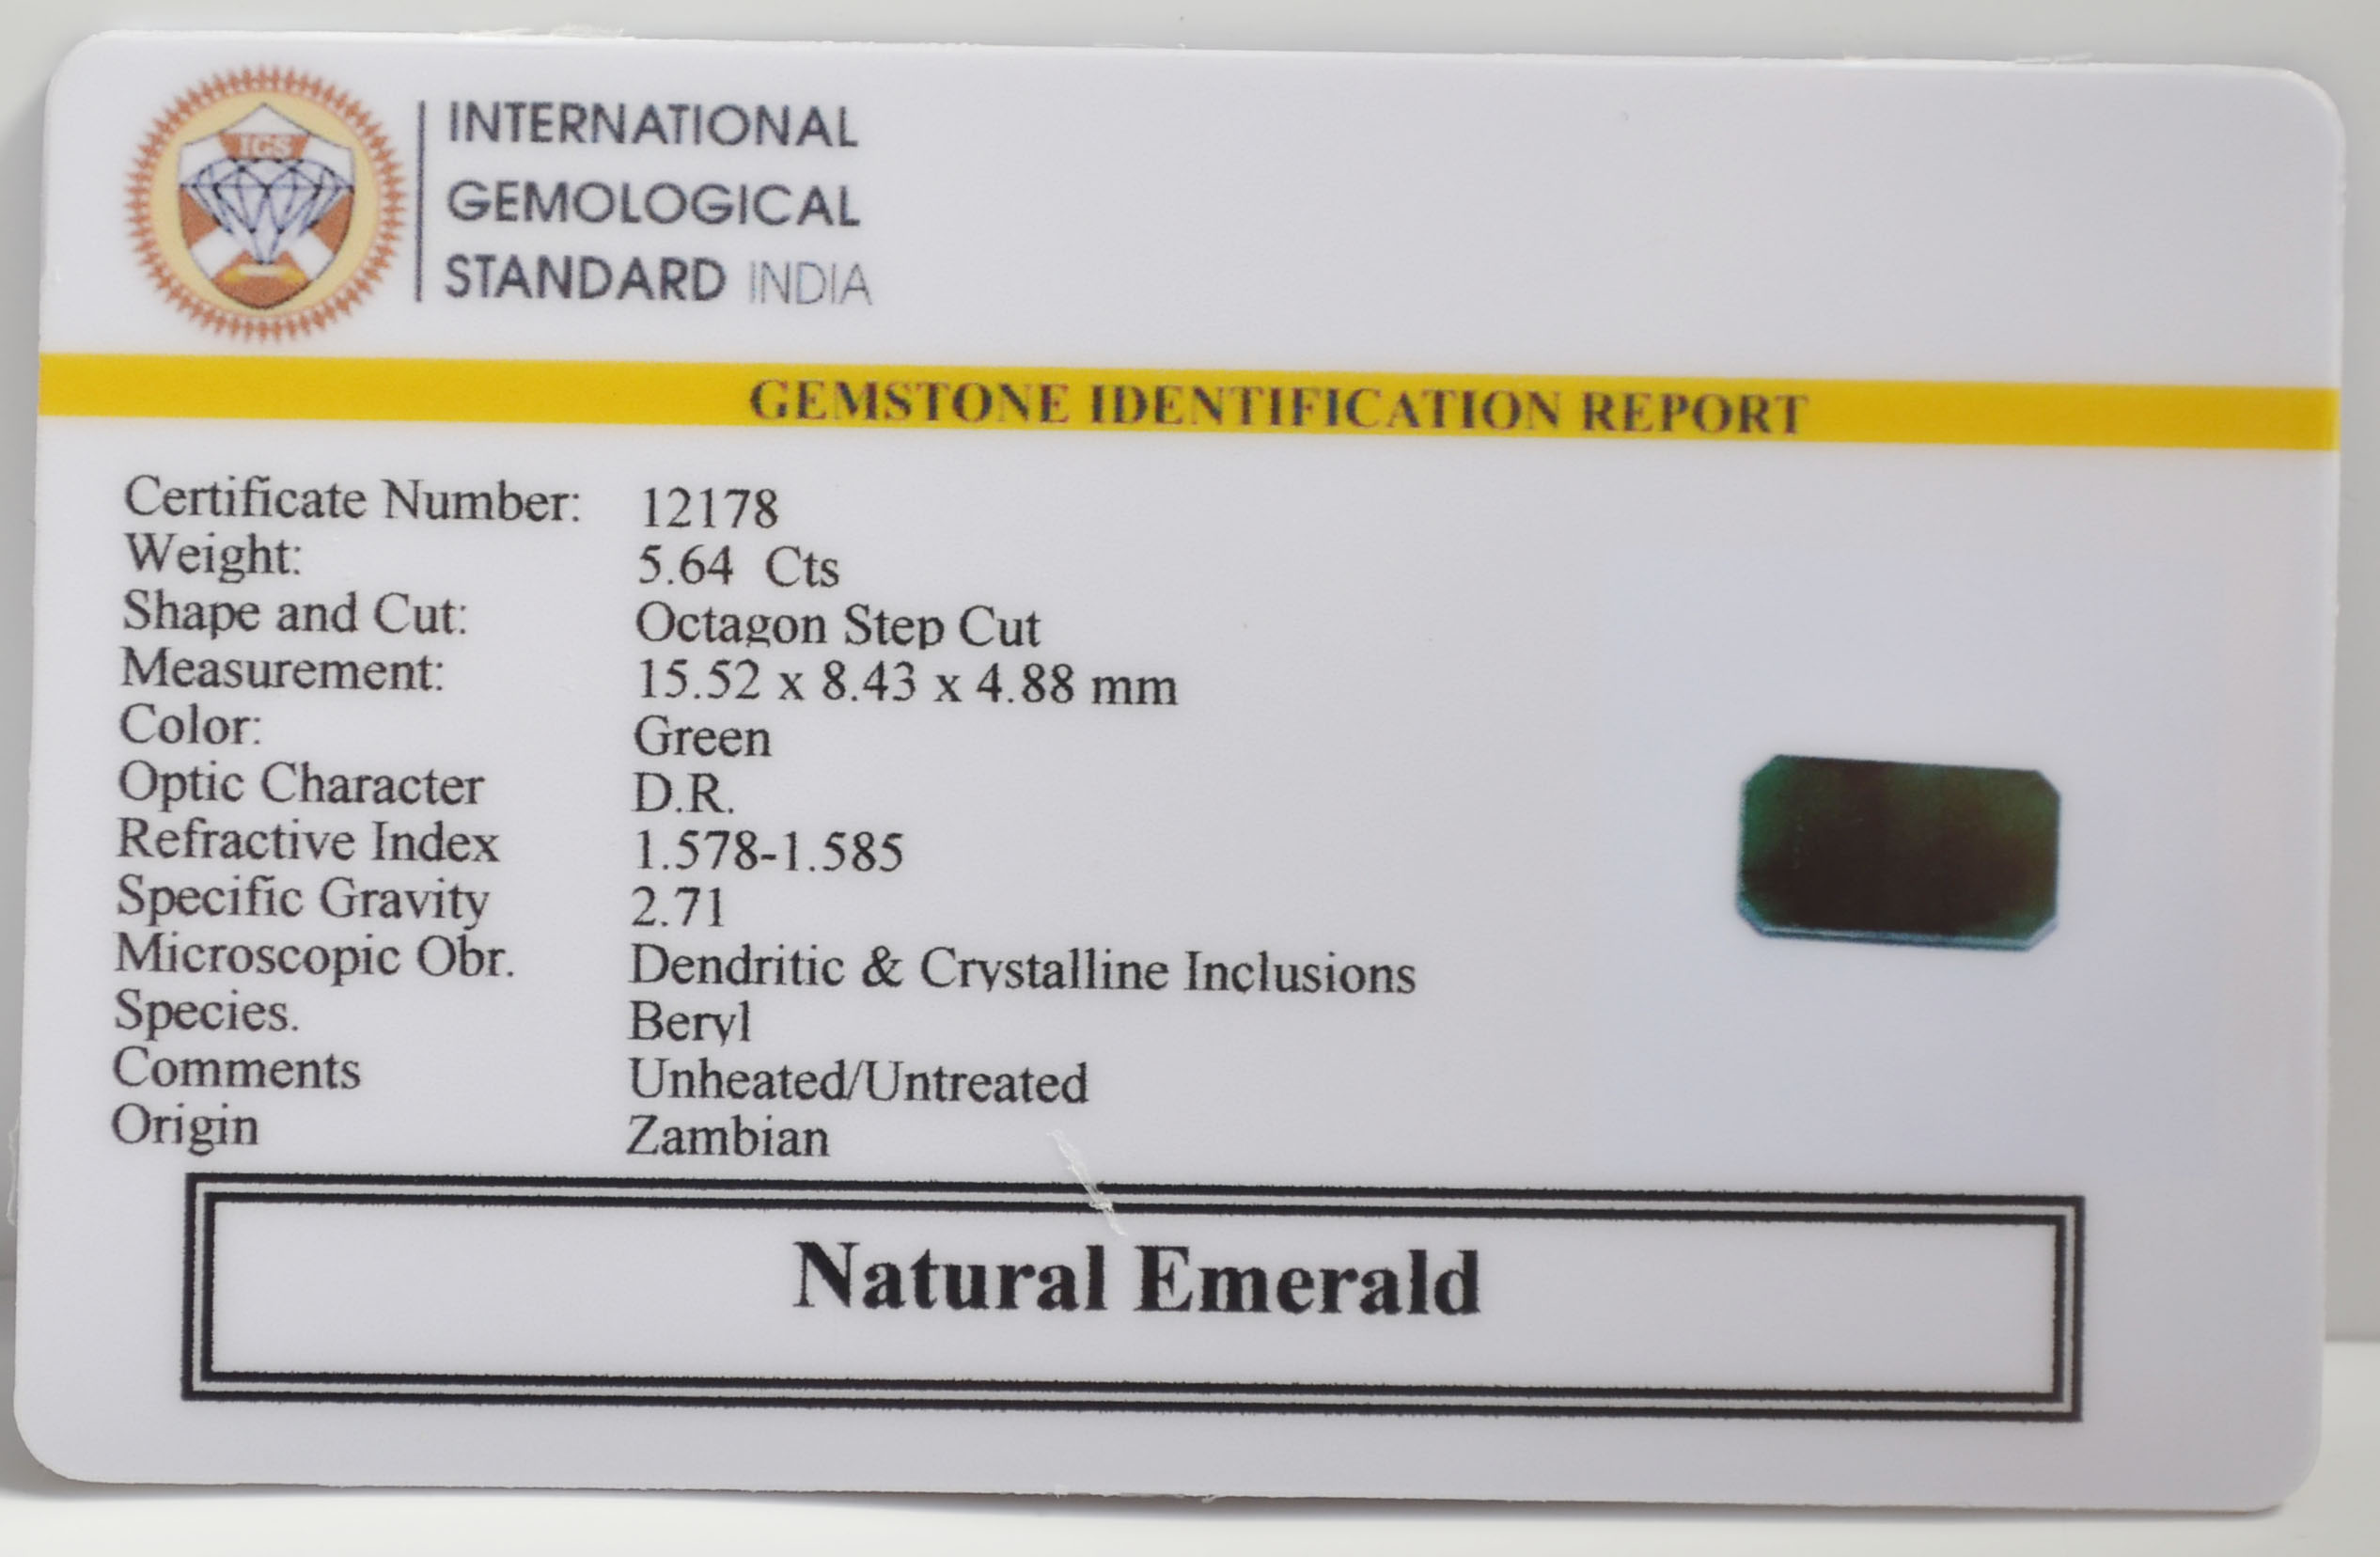 IGS
INTERNATIONAL
GEMOLOGICAL
STANDARD INDIA
GEMSTONE IDENTIFICATION REPORT
Certificate Number: 12178
Weight: 5.64 Cts
Shape and Cut: Octagon Step Cut
Measurement: 15.52 x 8.43 x 4.88 mm
Color: Green
Optic Character D.R.
Refractive Index 1.578-1.585
Specific Gravity 2.71
Microscopic Obr. Dendritic & Crystalline Inclusions
Species. Beryl
Comments Unheated/Untreated
Origin Zambian
Natural Emerald